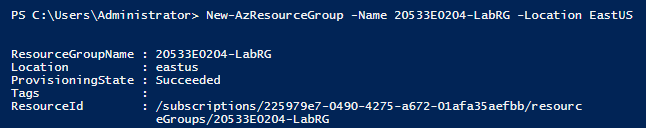 PS C:\Users\Administrator> New-AzResourceGroup -Name 20533E0204-LabRG -Location EastUS
ResourceGroupName : 20533E0204-LabRG
Location          : eastus
ProvisioningState : Succeeded
Tags              :
ResourceId        : /subscriptions/225979e7-0490-4275-a672-01afa35aefbb/resourc
                    eGroups/20533E0204-LabRG